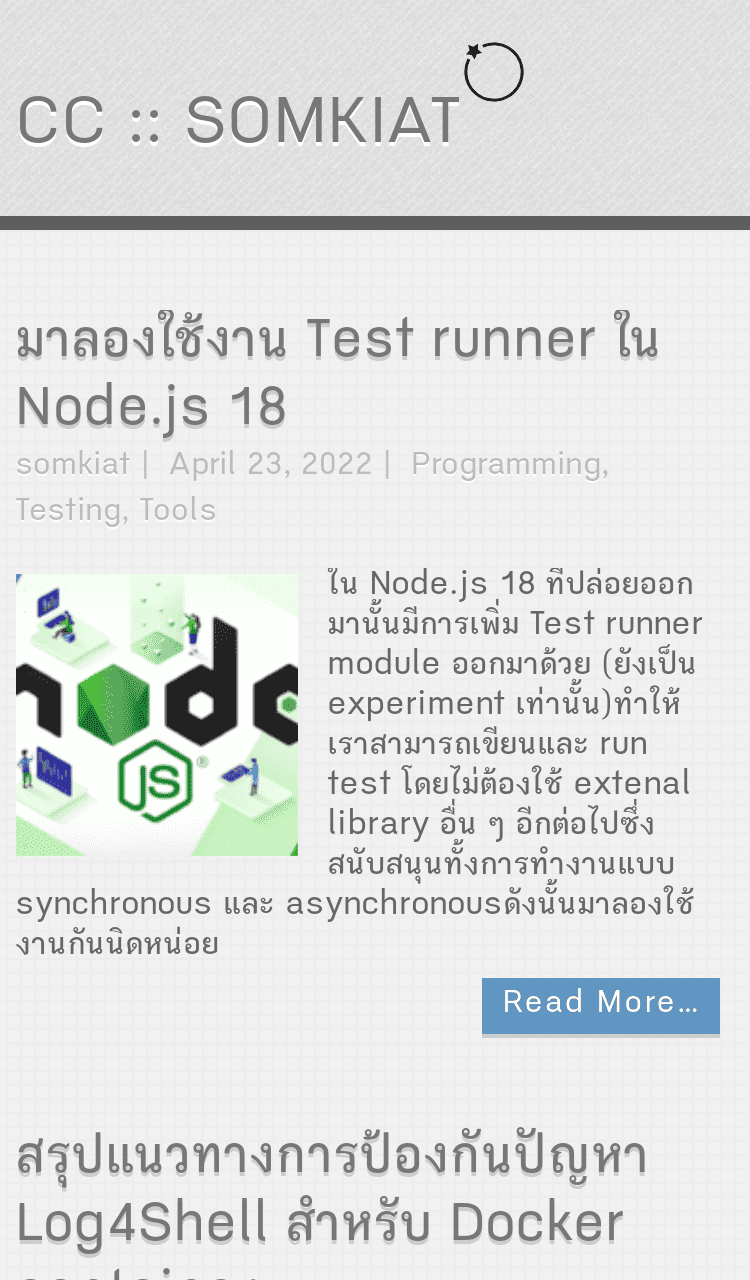 CC :: SOMKIAT
มาลองใช้งาน Test runner ใน
Node.js 18
somkiat | April 23, 2022 | Programming,
Testing, Tools
ใน Node.js 18 ที่ปล่อยออก
มานั้นมีการเพิ่ม Test runner
module ออกมาด้วย (ยังเป็น
experiment เท่านั้น)ทำให้
เราสามารถเขียนและ run
test โดยไม่ต้องใช้ extenal
library อื่น ๆ อีกต่อไปซึ่ง
สนับสนุนทั้งการทำงานแบบ
synchronous และ asynchronousดังนั้นมาลองใช้
งานกันนิดหน่อย
JS
Read More…
สรุปแนวทางการป้องกันปัญหา
Log4Shell สำหรับ Docker